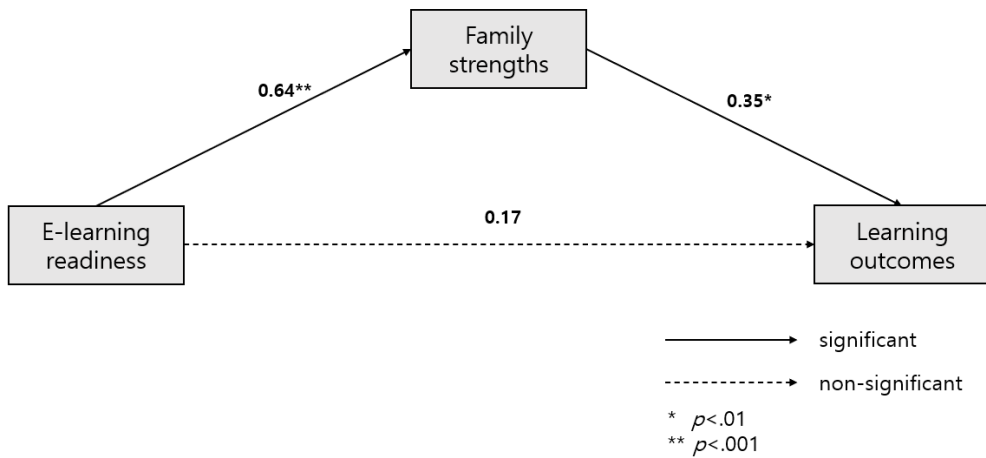 Family
strengths
0.64**
0.35*
E-learning
readiness
0.17
Learning
outcomes
significant
non-significant
* p<.01
** p<.001